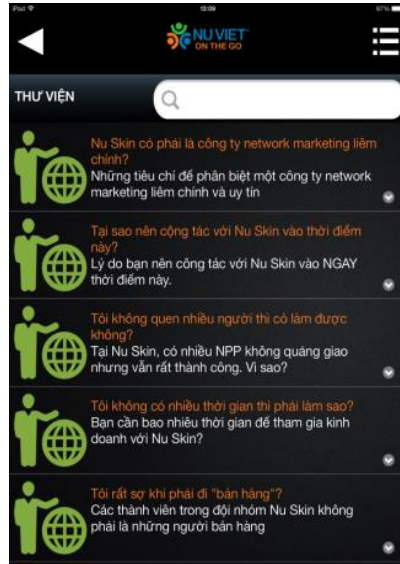 iPad
13:09
87%
NU VIET
ON THE GO
THƯ VIỆN
Nu Skin có phải là công ty network marketing liêm
chính?
Những tiêu chí để phân biệt một công ty network
marketing liêm chính và uy tín
Tại sao nên cộng tác với Nu Skin vào thời điểm
này?
Lý do bạn nên công tác với Nu Skin vào NGAY
thời điểm này.
Tôi không quen nhiều người thì có làm được
không?
Tại Nu Skin, có nhiều NPP không quảng giao
nhưng vẫn rất thành công. Vì sao?
Tôi không có nhiều thời gian thì phải làm sao?
Bạn cần bao nhiêu thời gian để tham gia kinh
doanh với Nu Skin?
Tôi rất sợ khi phải đi "bán hàng"?
Các thành viên trong đội nhóm Nu Skin không
phải là những người bán hàng